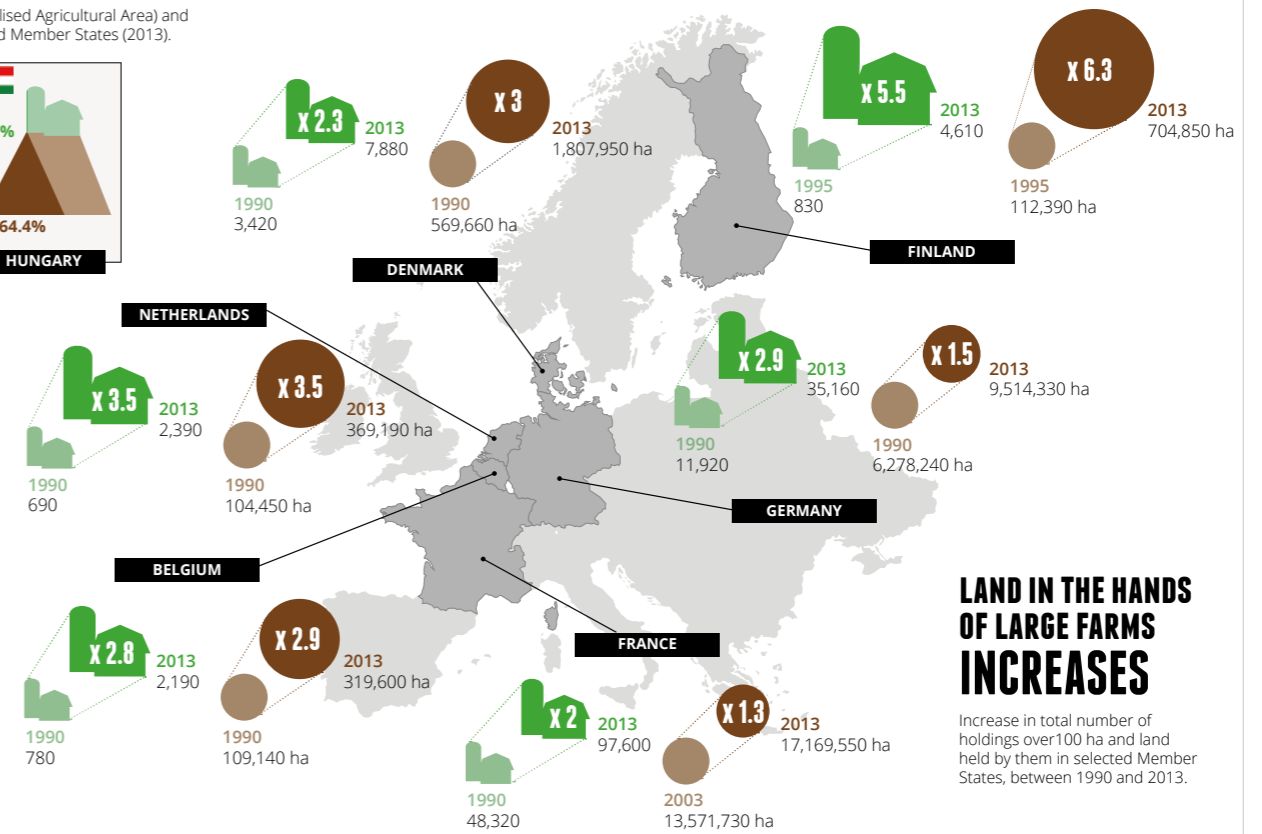 lised Agricultural Area) and
d Member States (2013).
%
64.4%
HUNGARY
x 2.3
2013
7,880
1990
3,420
x 3
2013
1,807,950 ha
1990
569,660 ha
DENMARK
x 5.5
2013
4,610
1995
830
x 6.3
2013
704,850 ha
1995
112,390 ha
FINLAND
NETHERLANDS
x 3.5
2013
2,390
1990
690
x 3.5
2013
369,190 ha
1990
104,450 ha
x 2.9
2013
35,160
1990
11,920
x 1.5
2013
9,514,330 ha
1990
6,278,240 ha
GERMANY
BELGIUM
x 2.8
2013
2,190
1990
780
x 2.9
2013
319,600 ha
1990
109,140 ha
FRANCE
x 2
2013
97,600
1990
48,320
x 1.3
2013
17,169,550 ha
2003
13,571,730 ha
LAND IN THE HANDS
OF LARGE FARMS
INCREASES
Increase in total number of
holdings over100 ha and land
held by them in selected Member
States, between 1990 and 2013.